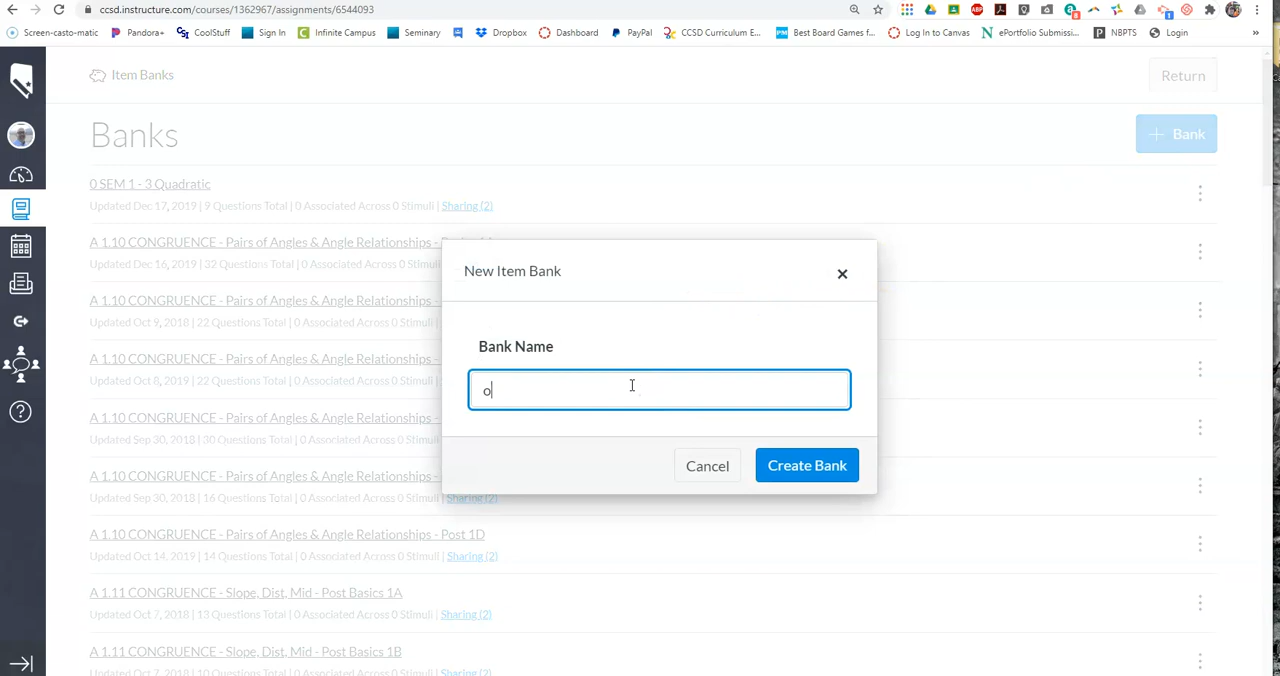 ccsd.instructure.com/courses/1362967/assignments/6544093
Screen-casto-matic Pandora+ CoolStuff Sign In Infinite Campus Seminary Dropbox Dashboard PayPal CCSD Curriculum E... Best Board Games f... Log In to Canvas ePortfolio Submissi... NBPTS Login »
Item Banks
Return
Banks
+ Bank
0 SEM 1 - 3 Quadratic
Updated Dec 17, 2019 | 9 Questions Total | 0 Associated Across 0 Stimuli | Sharing (2)
A 1.10 CONGRUENCE - Pairs of Angles & Angle Relationships -
Updated Dec 16, 2019 | 32 Questions Total | 0 Associated Across 0 Stimuli
A 1.10 CONGRUENCE - Pairs of Angles & Angle Relationships -
Updated Oct 9, 2018 | 22 Questions Total | 0 Associated Across 0 Stimuli
A 1.10 CONGRUENCE - Pairs of Angles & Angle Relationships -
Updated Oct 8, 2018 | 22 Questions Total | 0 Associated Across 0 Stimuli
A 1.10 CONGRUENCE - Pairs of Angles & Angle Relationships -
Updated Sep 30, 2018 | 30 Questions Total | 0 Associated Across 0 Stimuli
A 1.10 CONGRUENCE - Pairs of Angles & Angle Relationships -
Updated Sep 30, 2018 | 16 Questions Total | 0 Associated Across 0 Stimuli | Sharing (2)
A 1.10 CONGRUENCE - Pairs of Angles & Angle Relationships - Post 1D
Updated Oct 14, 2019 | 14 Questions Total | 0 Associated Across 0 Stimuli | Sharing (2)
A 1.11 CONGRUENCE - Slope, Dist, Mid - Post Basics 1A
Updated Oct 7, 2018 | 13 Questions Total | 0 Associated Across 0 Stimuli | Sharing (2)
A 1.11 CONGRUENCE - Slope, Dist, Mid - Post Basics 1B
Updated Oct 7, 2018 | 10 Questions Total | 0 Associated Across 0 Stimuli | Sharing (2)
New Item Bank
Bank Name
o
Cancel
Create Bank